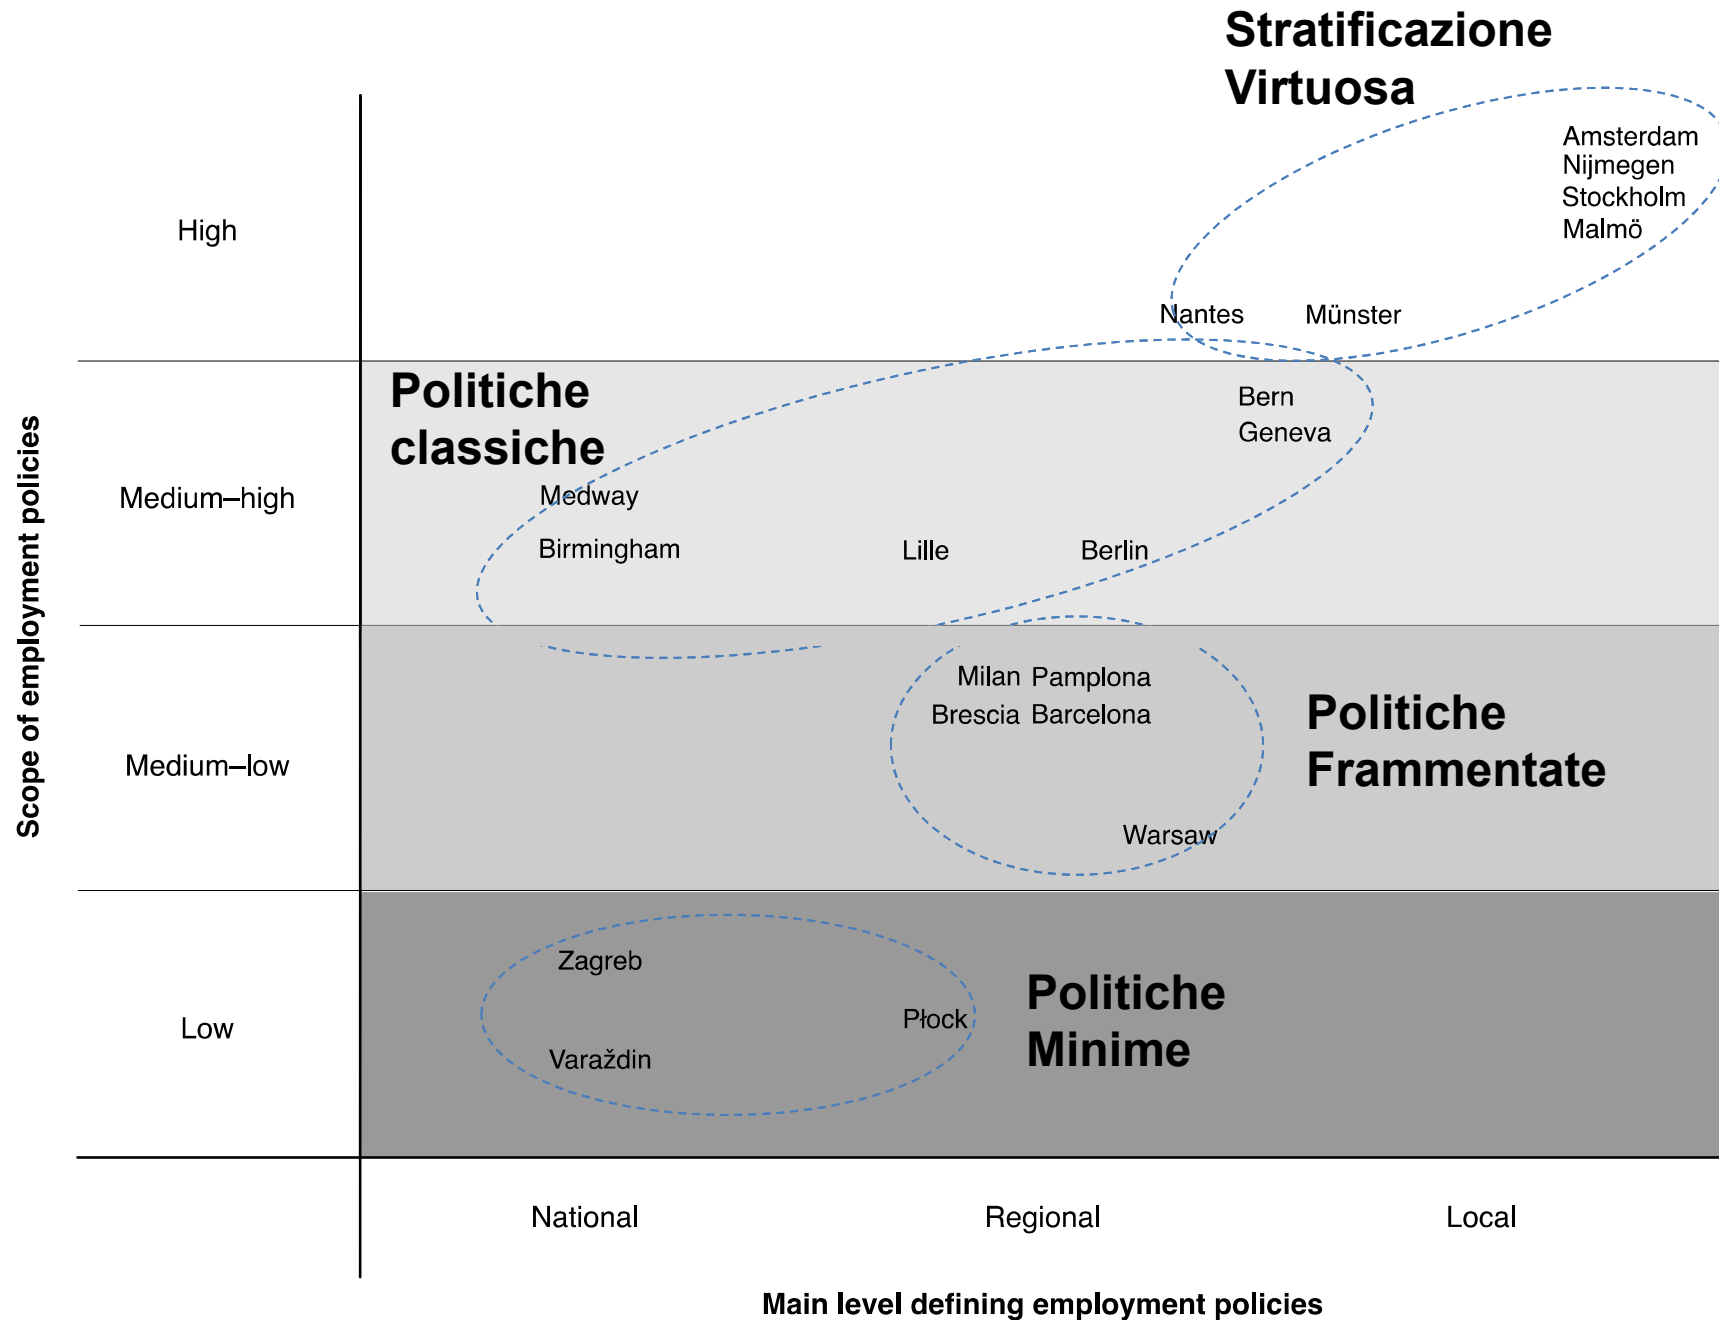 Stratificazione
Virtuosa
Amsterdam
Nijmegen
Stockholm
Malmö
High
Nantes
Münster
Politiche
classiche
Bern
Geneva
Medium–high
Medway
Birmingham
Lille
Berlin
Scope of employment policies
Milan Pamplona
Brescia Barcelona
Politiche
Frammentate
Medium–low
Warsaw
Zagreb
Politiche
Minime
Low
Płock
Varaždin
National
Regional
Local
Main level defining employment policies